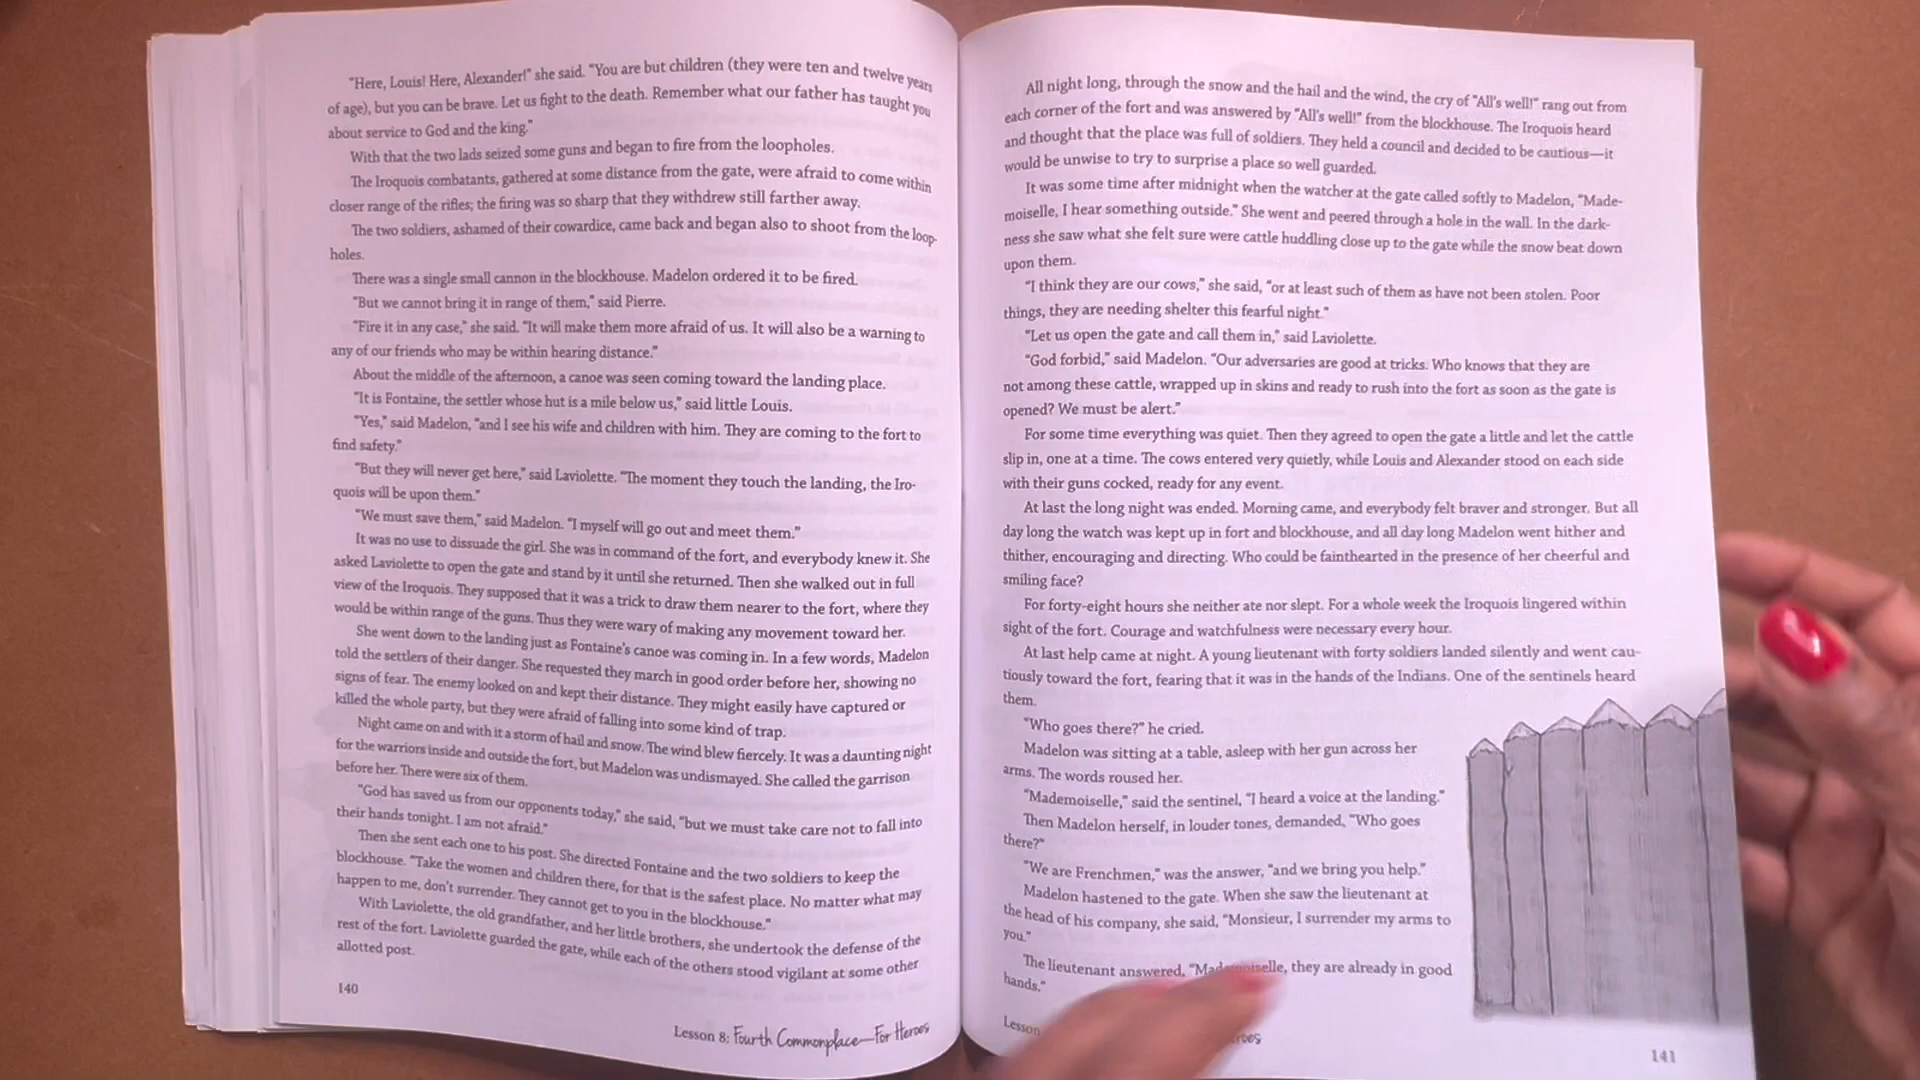 "Here, Louis! Here, Alexander!" she said. "You are but children (they were ten and twelve years
of age), but you can be brave. Let us fight to the death. Remember what our father has taught you
about service to God and the king."
With that the two lads seized some guns and began to fire from the loopholes.
The Iroquois combatants, gathered at some distance from the gate, were afraid to come within
closer range of the rifles; the firing was so sharp that they withdrew still farther away.
The two soldiers, ashamed of their cowardice, came back and began also to shoot from the loop-
holes.
There was a single small cannon in the blockhouse. Madelon ordered it to be fired.
"But we cannot bring it in range of them," said Pierre.
"Fire it in any case," she said. "It will make them more afraid of us. It will also be a warning to
any of our friends who may be within hearing distance."
About the middle of the afternoon, a canoe was seen coming toward the landing place.
"It is Fontaine, the settler whose hut is a mile below us," said little Louis.
"Yes," said Madelon, "and I see his wife and children with him. They are coming to the fort to
find safety."
"But they will never get here," said Laviolette. "The moment they touch the landing, the Iro-
quois will be upon them."
"We must save them," said Madelon. "I myself will go out and meet them."
It was no use to dissuade the girl. She was in command of the fort, and everybody knew it. She
asked Laviolette to open the gate and stand by it until she returned. Then she walked out in full
view of the Iroquois. They supposed that it was a trick to draw them nearer to the fort, where they
would be within range of the guns. Thus they were wary of making any movement toward her.
She went down to the landing just as Fontaine's canoe was coming in. In a few words, Madelon
told the settlers of their danger. She requested they march in good order before her, showing no
signs of fear. The enemy looked on and kept their distance. They might easily have captured or
killed the whole party, but they were afraid of falling into some kind of trap.
Night came on and with it a storm of hail and snow. The wind blew fiercely. It was a daunting night
for the warriors inside and outside the fort, but Madelon was undismayed. She called the garrison
before her. There were six of them.
"God has saved us from our opponents today," she said, "but we must take care not to fall into
their hands tonight. I am not afraid."
Then she sent each one to his post. She directed Fontaine and the two soldiers to keep the
blockhouse. "Take the women and children there, for that is the safest place. No matter what may
happen to me, don't surrender. They cannot get to you in the blockhouse."
With Laviolette, the old grandfather, and her little brothers, she undertook the defense of the
rest of the fort. Laviolette guarded the gate, while each of the others stood vigilant at some other
allotted post.
140
Lesson 8: Fourth Commonplace—For Heroes
All night long, through the snow and the hail and the wind, the cry of "All's well!" rang out from
each corner of the fort and was answered by "All's well!" from the blockhouse. The Iroquois heard
and thought that the place was full of soldiers. They held a council and decided to be cautious—it
would be unwise to try to surprise a place so well guarded.
It was some time after midnight when the watcher at the gate called softly to Madelon, "Made-
moiselle, I hear something outside." She went and peered through a hole in the wall. In the dark-
ness she saw what she felt sure were cattle huddling close up to the gate while the snow beat down
upon them.
"I think they are our cows," she said, "or at least such of them as have not been stolen. Poor
things, they are needing shelter this fearful night."
"Let us open the gate and call them in," said Laviolette.
"God forbid," said Madelon. "Our adversaries are good at tricks. Who knows that they are
not among these cattle, wrapped up in skins and ready to rush into the fort as soon as the gate is
opened? We must be alert."
For some time everything was quiet. Then they agreed to open the gate a little and let the cattle
slip in, one at a time. The cows entered very quietly, while Louis and Alexander stood on each side
with their guns cocked, ready for any event.
At last the long night was ended. Morning came, and everybody felt braver and stronger. But all
day long the watch was kept up in fort and blockhouse, and all day long Madelon went hither and
thither, encouraging and directing. Who could be fainthearted in the presence of her cheerful and
smiling face?
For forty-eight hours she neither ate nor slept. For a whole week the Iroquois lingered within
sight of the fort. Courage and watchfulness were necessary every hour.
At last help came at night. A young lieutenant with forty soldiers landed silently and went cau-
tiously toward the fort, fearing that it was in the hands of the Indians. One of the sentinels heard
them.
"Who goes there?" he cried.
Madelon was sitting at a table, asleep with her gun across her
arms. The words roused her.
"Mademoiselle," said the sentinel, "I heard a voice at the landing."
Then Madelon herself, in louder tones, demanded, "Who goes
there?"
"We are Frenchmen," was the answer, "and we bring you help."
Madelon hastened to the gate. When she saw the lieutenant at
the head of his company, she said, "Monsieur, I surrender my arms to
you."
The lieutenant answered, "Mademoiselle, they are already in good
hands."
Lesson
141